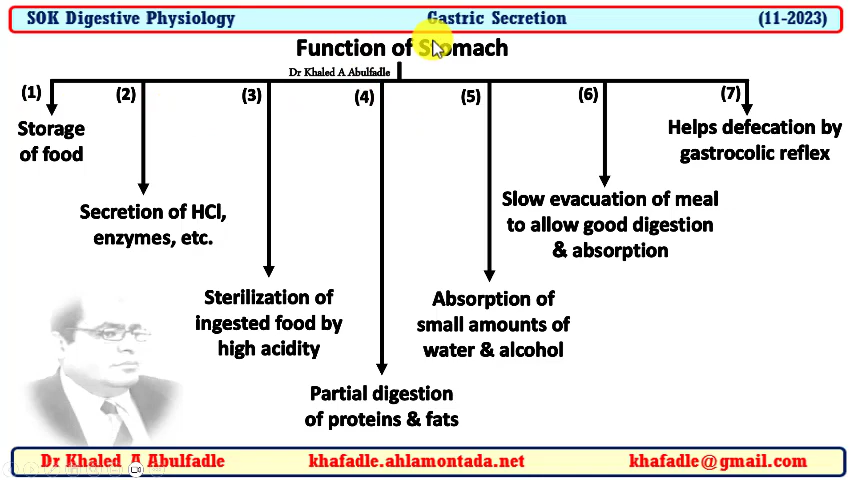 SOK Digestive Physiology Gastric Secretion (11-2023)
Function of Stomach
Dr Khaled A Abulfadle
(1)
Storage
of food
(2)
Secretion of HCl,
enzymes, etc.
(3)
Sterilization of
ingested food by
high acidity
(4)
Partial digestion
of proteins & fats
(5)
Absorption of
small amounts of
water & alcohol
(6)
Slow evacuation of meal
to allow good digestion
& absorption
(7)
Helps defecation by
gastrocolic reflex
Dr Khaled A Abulfadle khafadle.ahlamontada.net khafadle@gmail.com